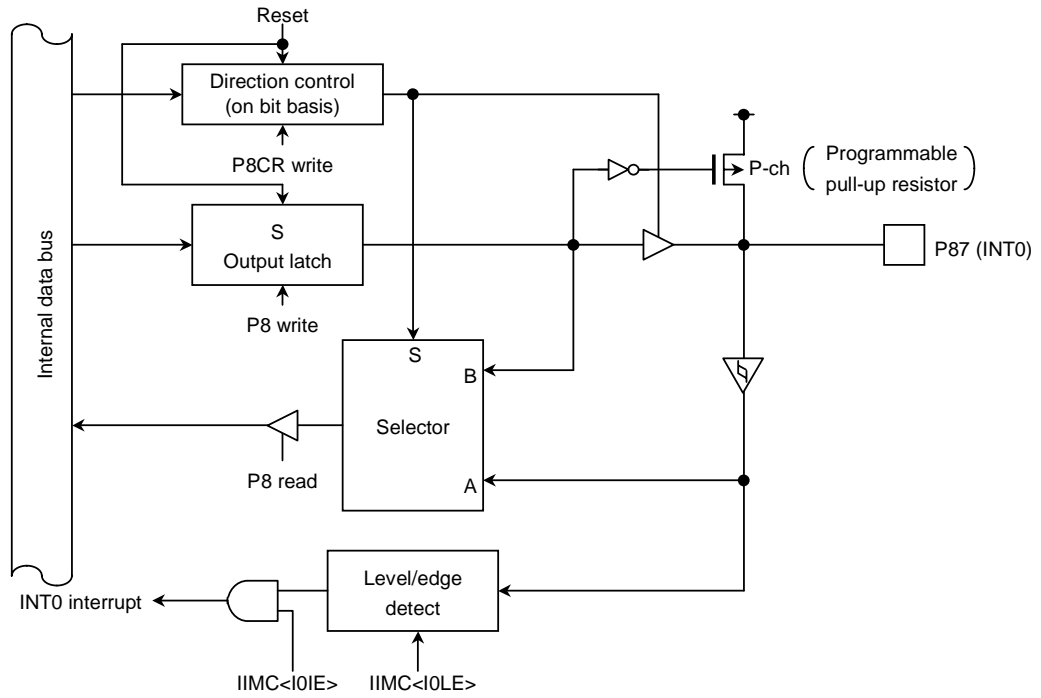 Reset
Direction control
(on bit basis)
P8CR write
P-ch
Programmable
pull-up resistor
S
Output latch
P87 (INT0)
P8 write
Internal data bus
S
B
Selector
A
P8 read
Level/edge
detect
INT0 interrupt
IIMC<I0IE>
IIMC<I0LE>